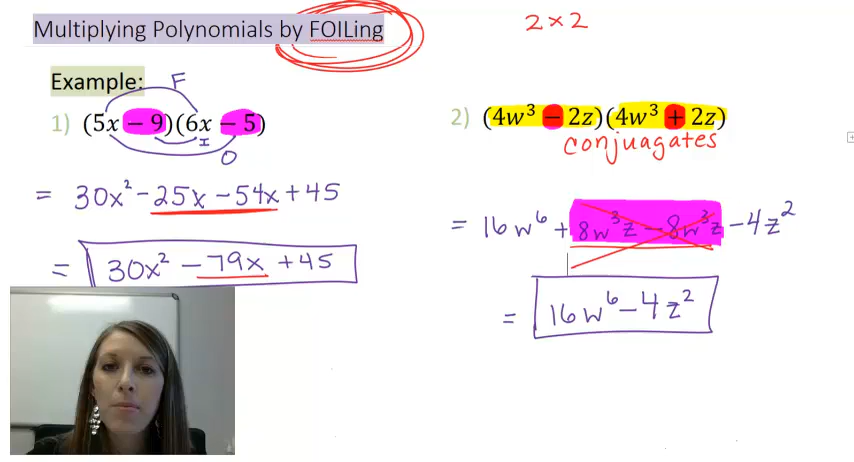 Multiplying Polynomials by FOILing
2 x 2
Example:
F
1) (5x − 9)(6x − 5)
I
O
= 30x² − 25x − 54x + 45
= 30x² − 79x + 45
2) (4w³ − 2z)(4w³ + 2z)
conjuagates
= 16w⁶ + 8w³z − 8w³z − 4z²
= 16w⁶ − 4z²